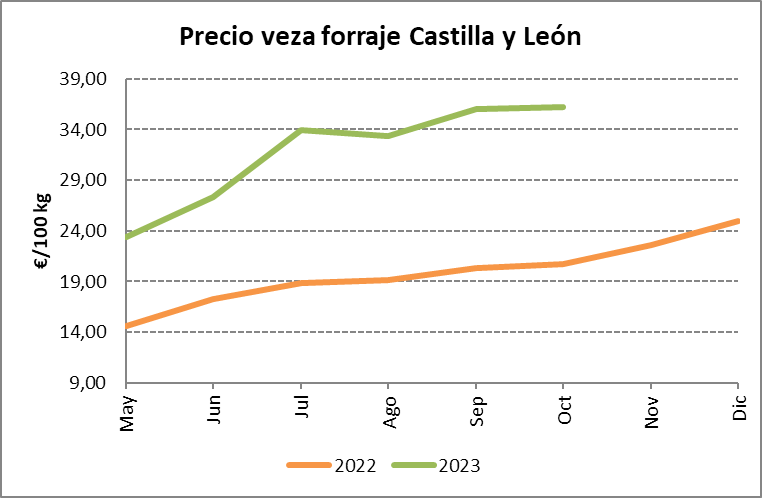 Precio veza forraje Castilla y León
€/100 kg
39,00
34,00
29,00
24,00
19,00
14,00
9,00
May
Jun
Jul
Ago
Sep
Oct
Nov
Dic
2022
2023